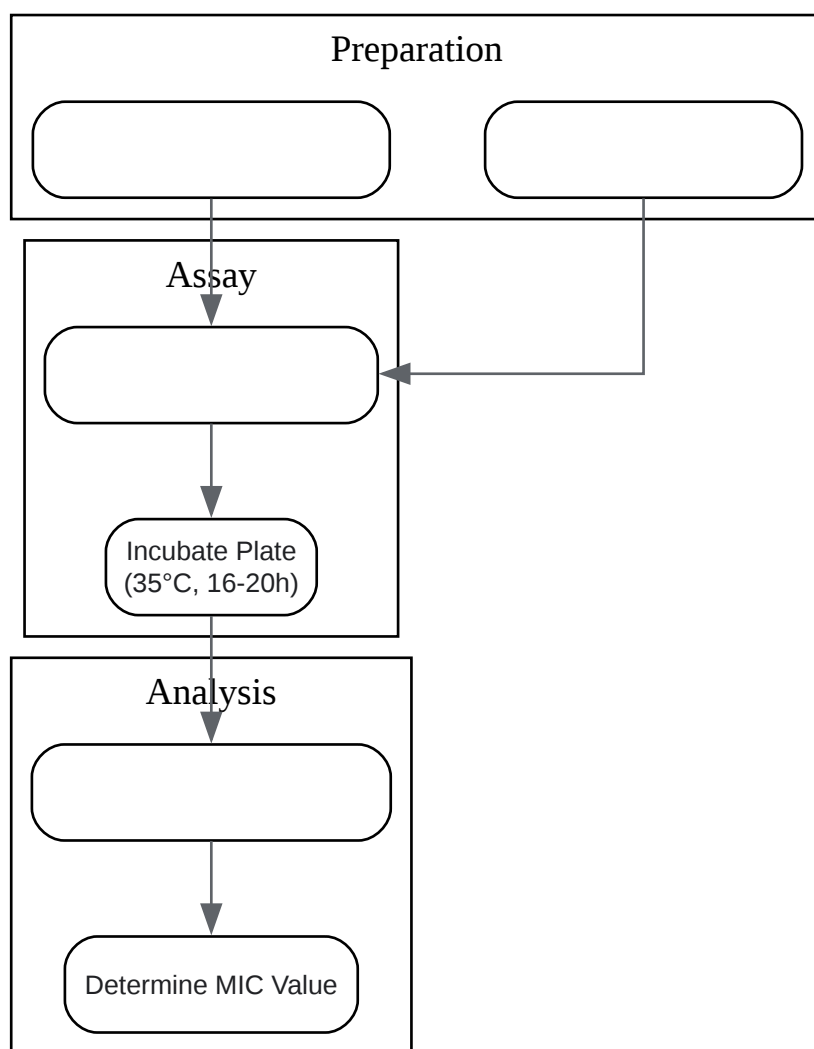 Preparation
Assay
Incubate Plate
(35°C, 16-20h)
Analysis
Determine MIC Value